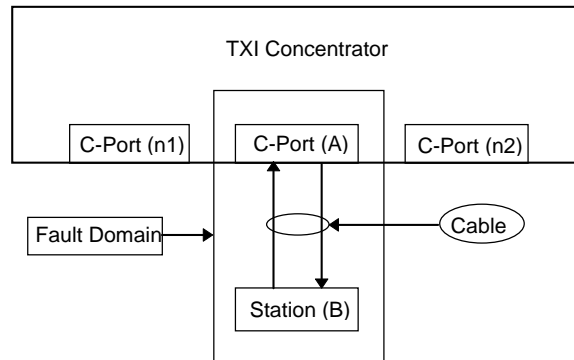 TXI Concentrator
C-Port (n1)
C-Port (A)
C-Port (n2)
Fault Domain
Cable
Station (B)